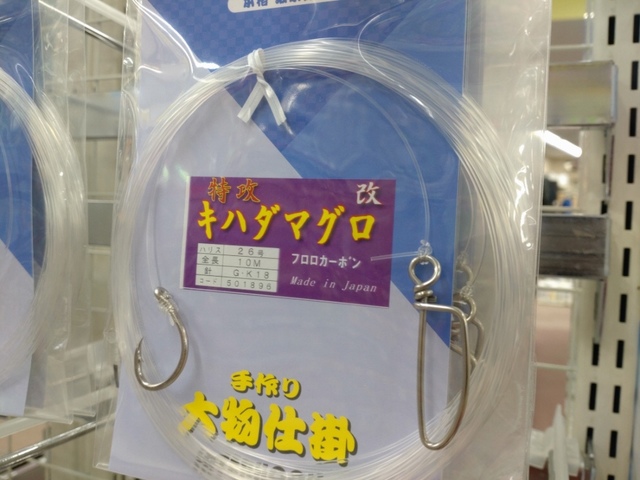 特攻 改
キハダマグロ
ハリス 26号
全長 10M
針 G-K18
コード 501896
フロロカーボン
Made in Japan
手作り
大物仕掛